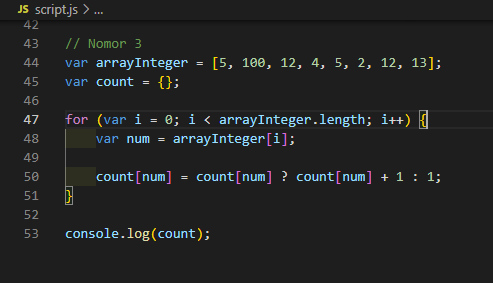 JS script.js > ...
42
43 // Nomor 3
44 var arrayInteger = [5, 100, 12, 4, 5, 2, 12, 13];
45 var count = {};
46
47 for (var i = 0; i < arrayInteger.length; i++) {
48     var num = arrayInteger[i];
49
50     count[num] = count[num] ? count[num] + 1 : 1;
51 }
52
53 console.log(count);